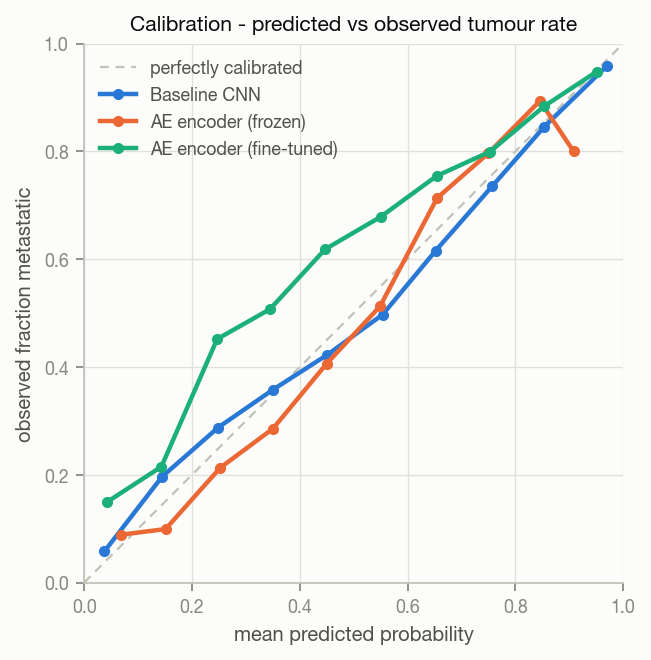 Calibration - predicted vs observed tumour rate
perfectly calibrated
Baseline CNN
AE encoder (frozen)
AE encoder (fine-tuned)
observed fraction metastatic
1.0
0.8
0.6
0.4
0.2
0.0
0.0 0.2 0.4 0.6 0.8 1.0
mean predicted probability